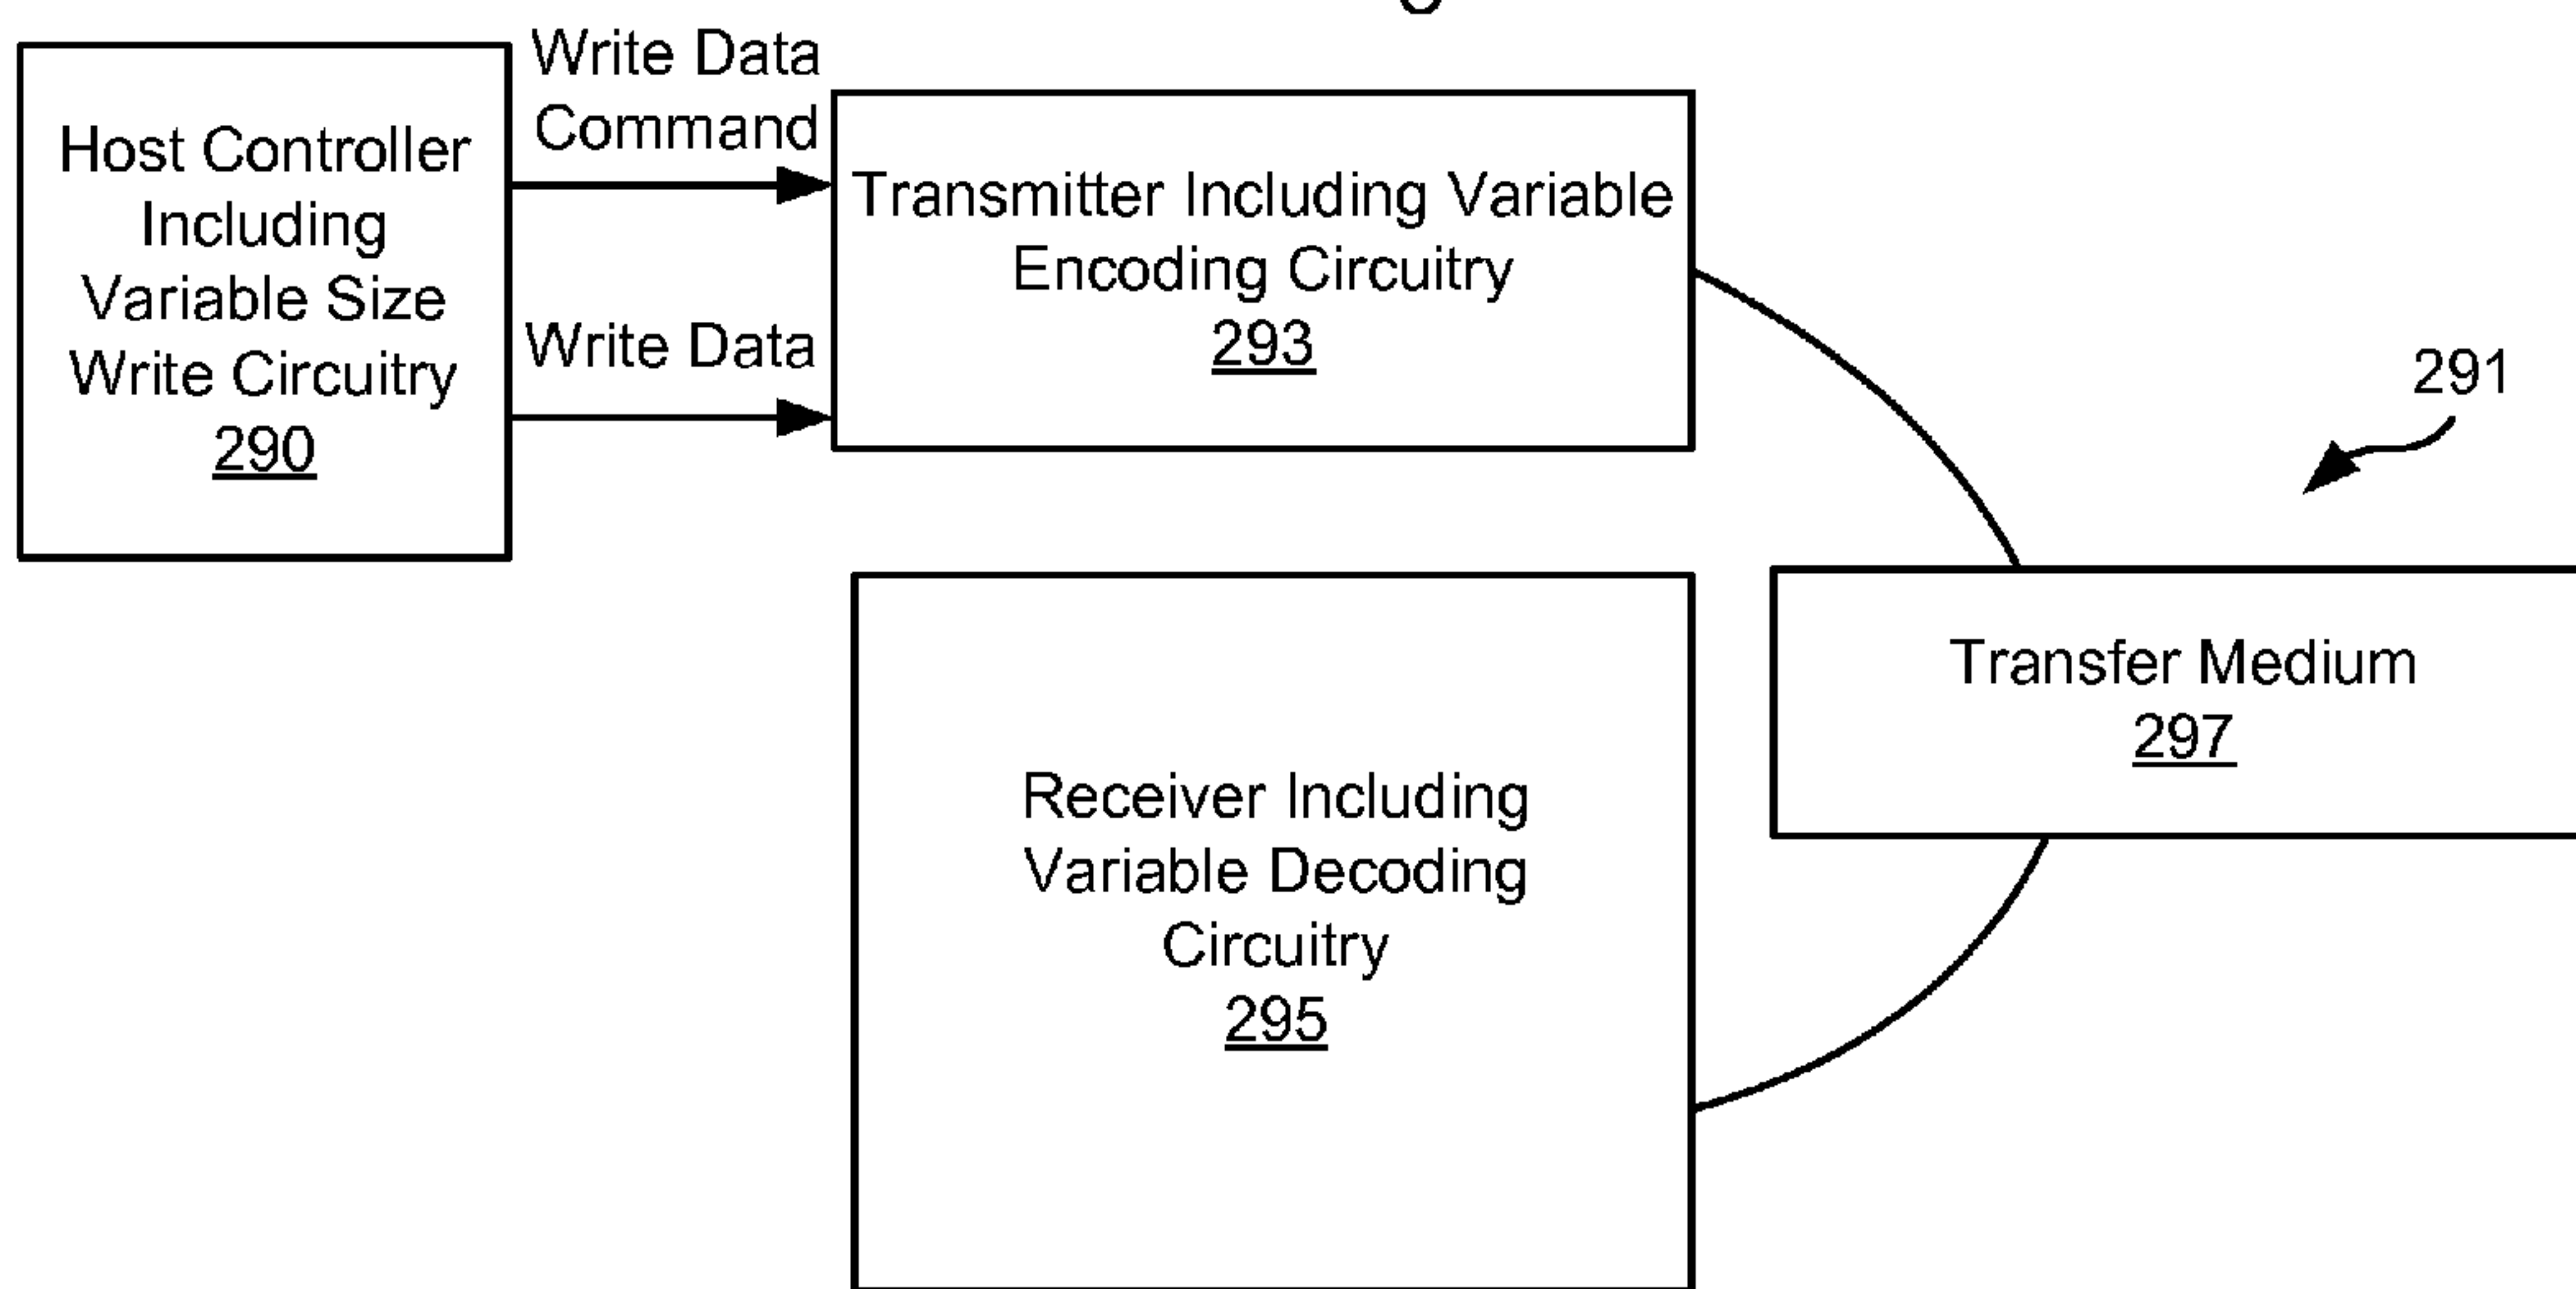 Host Controller
Including
Variable Size
Write Circuitry
290
Write Data
Command
Write Data
Transmitter Including Variable
Encoding Circuitry
293
291
Transfer Medium
297
Receiver Including
Variable Decoding
Circuitry
295